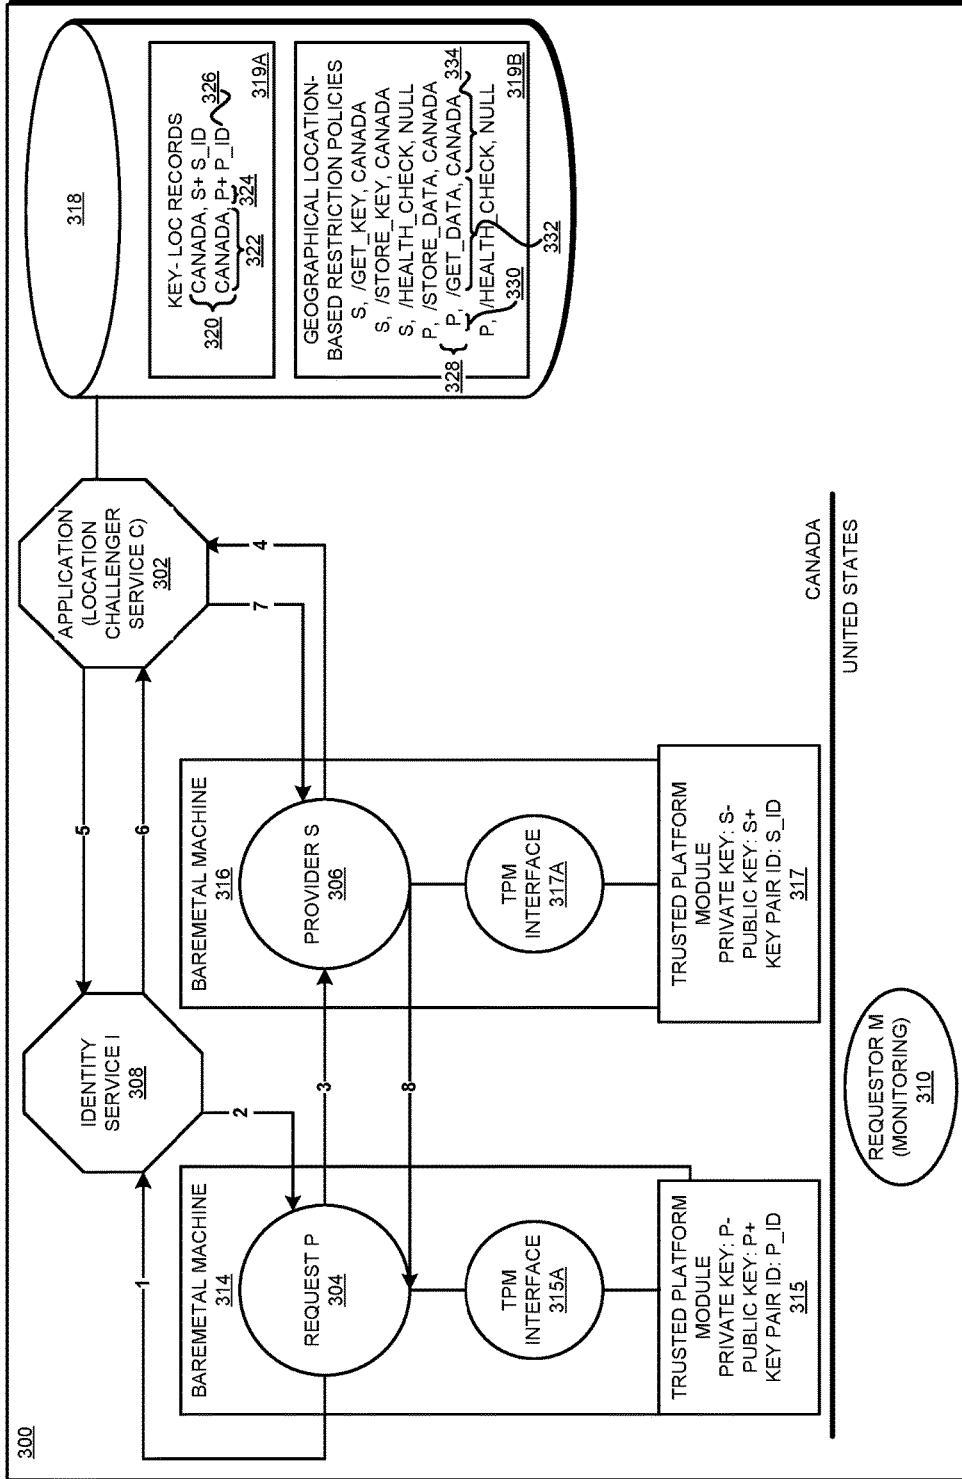 300
IDENTITY
SERVICE I
308
APPLICATION
(LOCATION
CHALLENGER
SERVICE C)
302
318
KEY- LOC RECORDS
CANADA, S+ S_ID
CANADA, P+ P_ID
320
322
324
326
319A
GEOGRAPHICAL LOCATION-
BASED RESTRICTION POLICIES
S, /GET_KEY, CANADA
S, /STORE_KEY, CANADA
S, /HEALTH_CHECK, NULL
P, /STORE_DATA, CANADA
P, /GET_DATA, CANADA
P, /HEALTH_CHECK, NULL
328
330
332
334
319B
1
2
3
4
5
6
7
8
BAREMETAL MACHINE
314
REQUEST P
304
TPM
INTERFACE
315A
TRUSTED PLATFORM
MODULE
PRIVATE KEY: P-
PUBLIC KEY: P+
KEY PAIR ID: P_ID
315
BAREMETAL MACHINE
316
PROVIDER S
306
TPM
INTERFACE
317A
TRUSTED PLATFORM
MODULE
PRIVATE KEY: S-
PUBLIC KEY: S+
KEY PAIR ID: S_ID
317
CANADA
UNITED STATES
REQUESTOR M
(MONITORING)
310